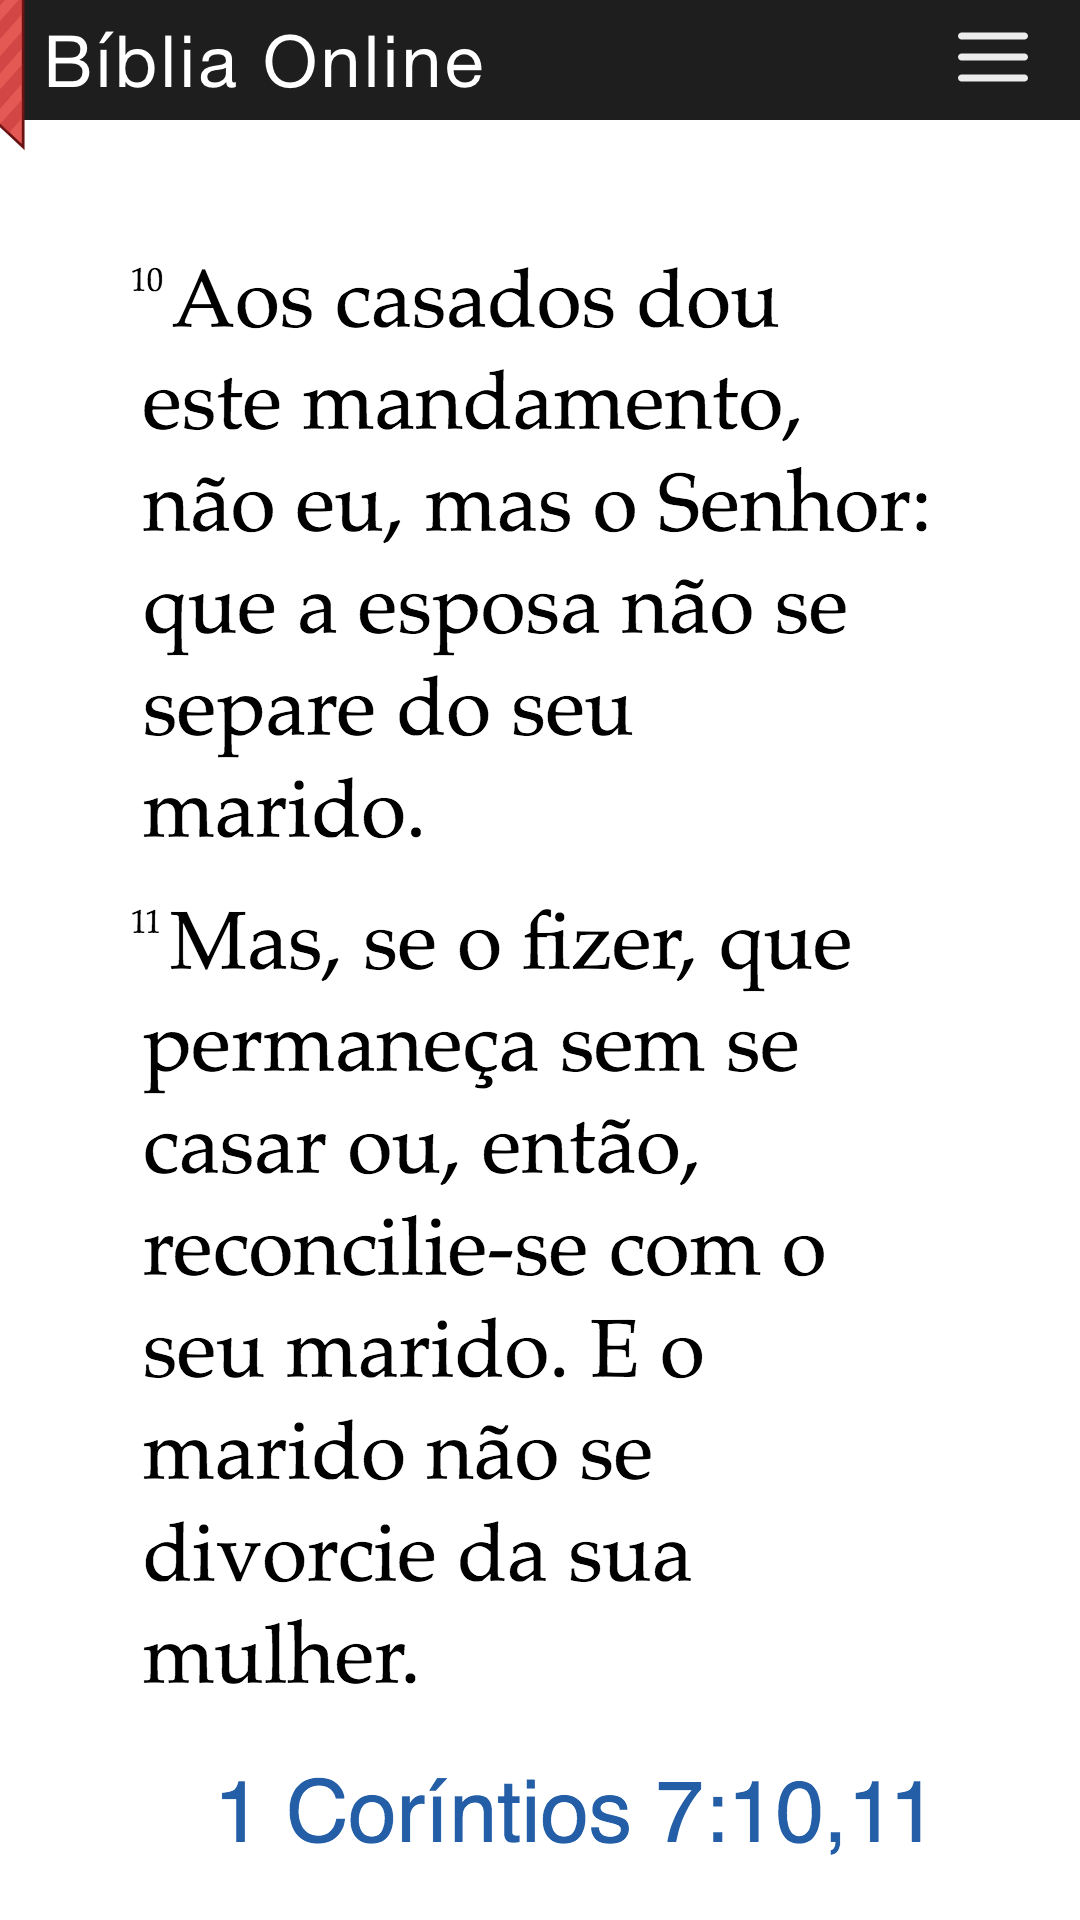 Bíblia Online
10 Aos casados dou
este mandamento,
não eu, mas o Senhor:
que a esposa não se
separe do seu
marido.
11 Mas, se o fizer, que
permaneça sem se
casar ou, então,
reconcilie-se com o
seu marido. E o
marido não se
divorcie da sua
mulher.
1 Coríntios 7:10,11